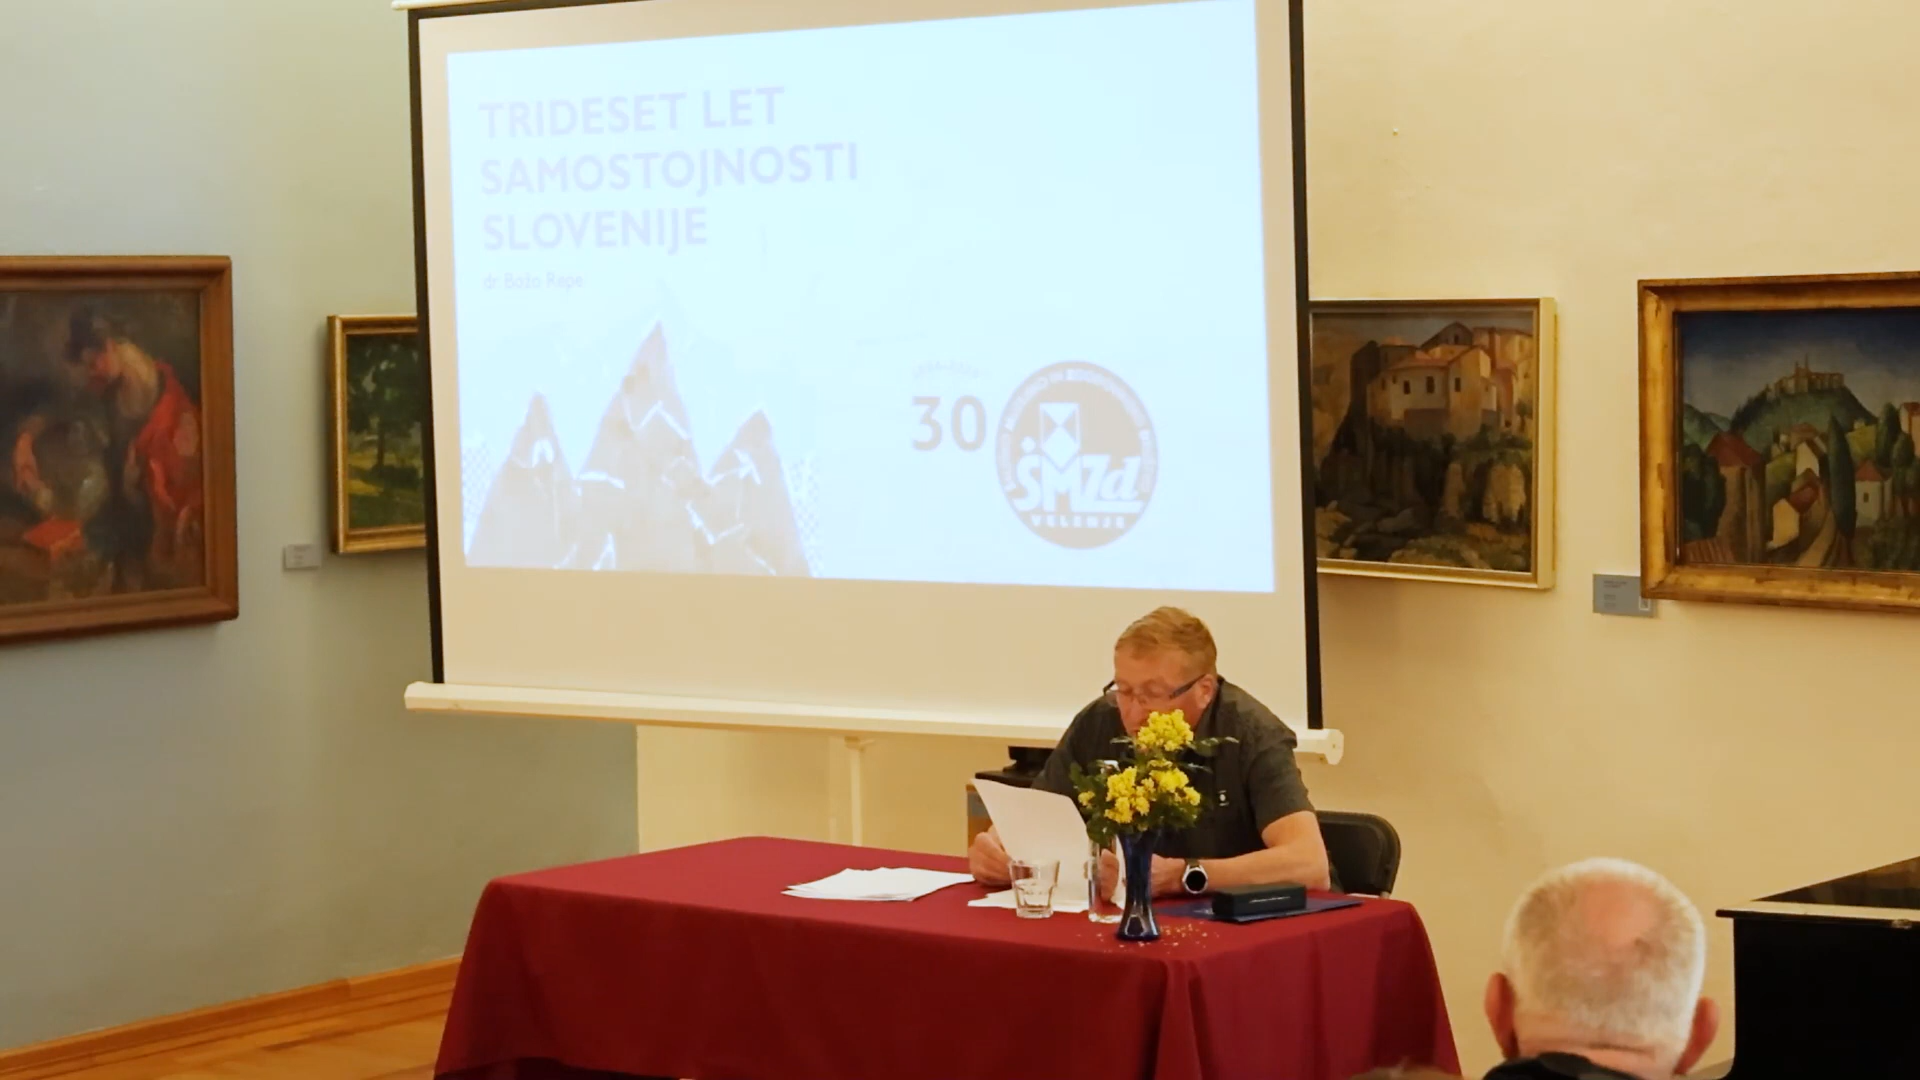 TRIDESET LET
SAMOSTOJNOSTI
SLOVENIJE
dr. Božo Repe
30
ŠMZd
VELENJE